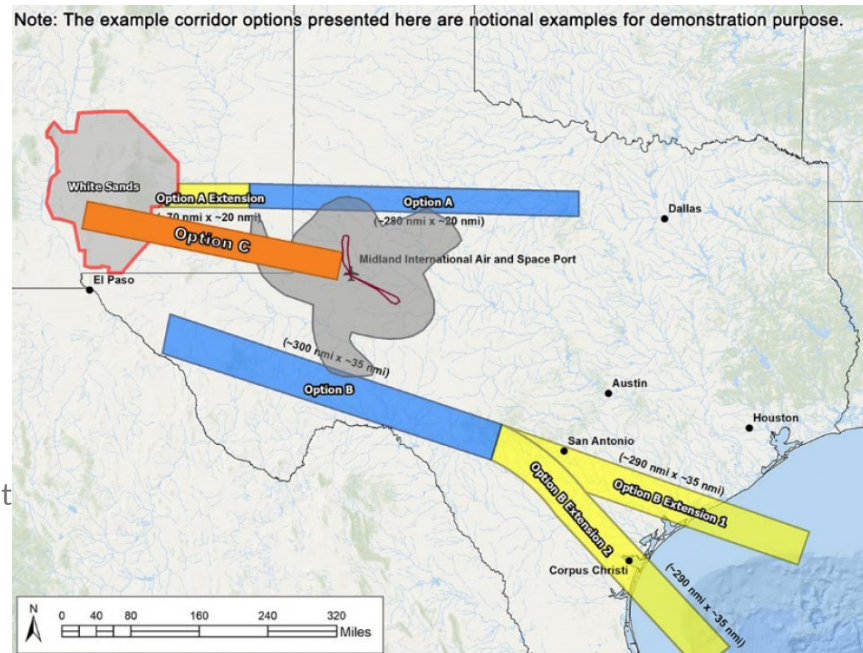 Note: The example corridor options presented here are notional examples for demonstration purpose.
White Sands
Option A Extension
Option A
(~280 nmi x ~20 nmi)
70 nmi x ~20 nmi)
Dallas
Option C
Midland International Air and Space Port
El Paso
(~300 nmi x ~35 nmi)
Option B
Austin
Houston
San Antonio
(~290 nmi x ~35 nmi)
Option B Extension 1
Option B Extension 2
t
Corpus Christi
(~290 nmi x ~35 nmi)
N
0 40 80 160 240 320
Miles